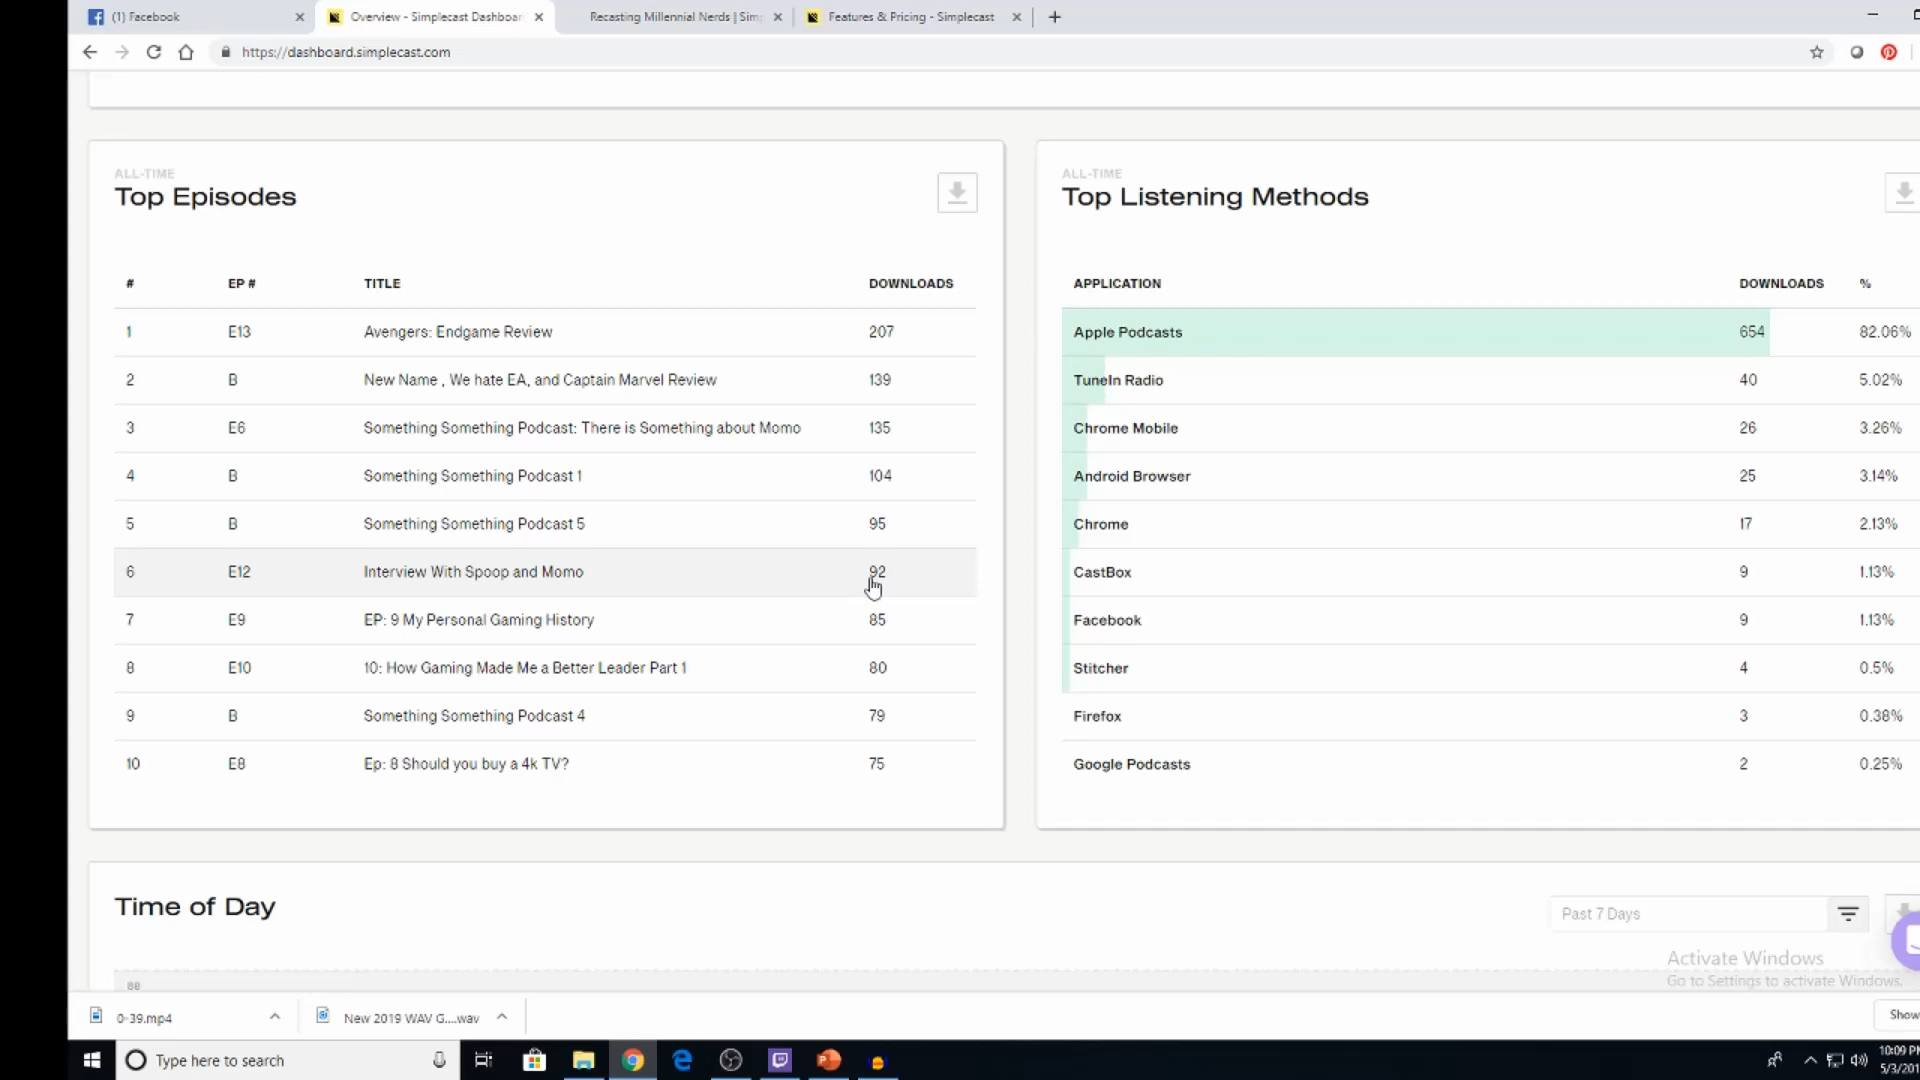 (1) Facebook
Overview - Simplecast Dashboar
Recasting Millennial Nerds | Sim
Features & Pricing - Simplecast
https://dashboard.simplecast.com
ALL-TIME
Top Episodes
# EP # TITLE DOWNLOADS
1 E13 Avengers: Endgame Review 207
2 B New Name , We hate EA, and Captain Marvel Review 139
3 E6 Something Something Podcast: There is Something about Momo 135
4 B Something Something Podcast 1 104
5 B Something Something Podcast 5 95
6 E12 Interview With Spoop and Momo 92
7 E9 EP: 9 My Personal Gaming History 85
8 E10 10: How Gaming Made Me a Better Leader Part 1 80
9 B Something Something Podcast 4 79
10 E8 Ep: 8 Should you buy a 4k TV? 75
ALL-TIME
Top Listening Methods
APPLICATION DOWNLOADS %
Apple Podcasts 654 82.06%
TuneIn Radio 40 5.02%
Chrome Mobile 26 3.26%
Android Browser 25 3.14%
Chrome 17 2.13%
CastBox 9 1.13%
Facebook 9 1.13%
Stitcher 4 0.5%
Firefox 3 0.38%
Google Podcasts 2 0.25%
Time of Day
Past 7 Days
88
Activate Windows
Go to Settings to activate Windows.
0-39.mp4
New 2019 WAV G....wav
Show
Type here to search
10:09 PM
5/3/201